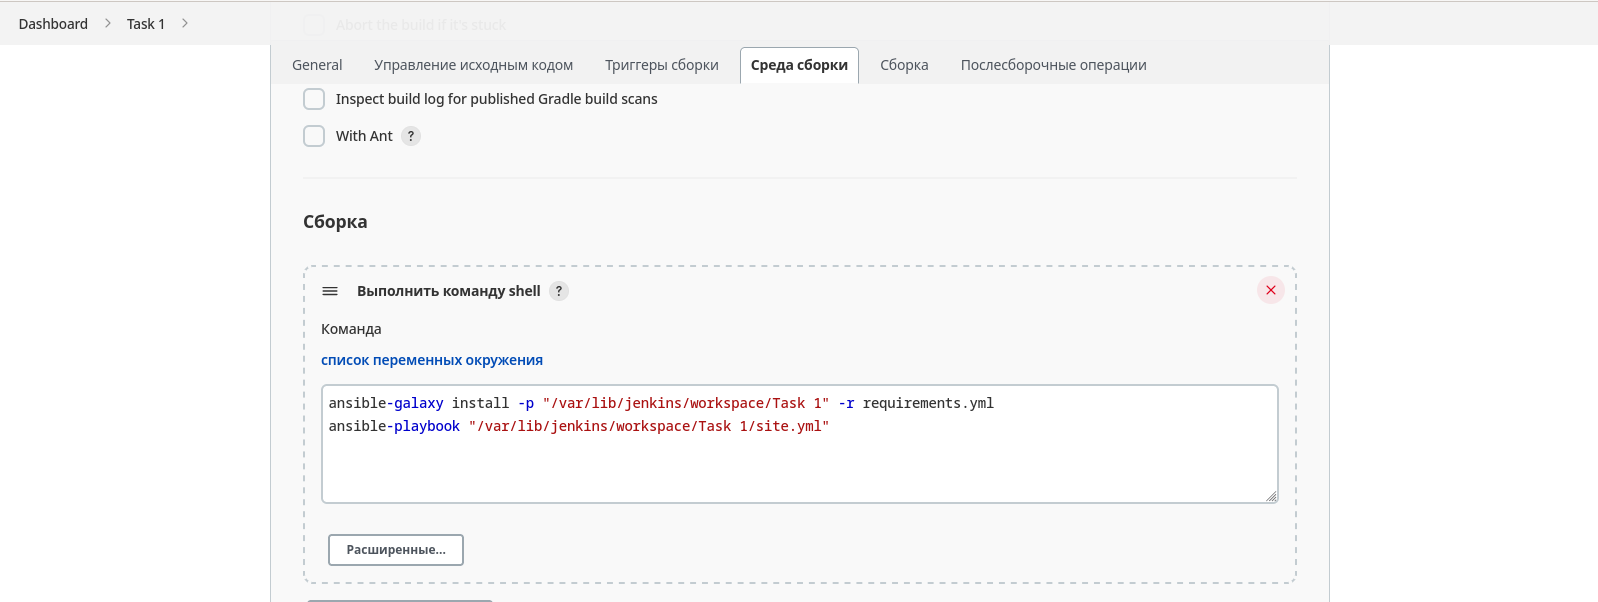 Dashboard > Task 1 >
Abort the build if it's stuck
General Управление исходным кодом Триггеры сборки Среда сборки Сборка Послесборочные операции
Inspect build log for published Gradle build scans
With Ant ?
Сборка
Выполнить команду shell ?
Команда
список переменных окружения
ansible-galaxy install -p "/var/lib/jenkins/workspace/Task 1" -r requirements.yml
ansible-playbook "/var/lib/jenkins/workspace/Task 1/site.yml"
Расширенные...